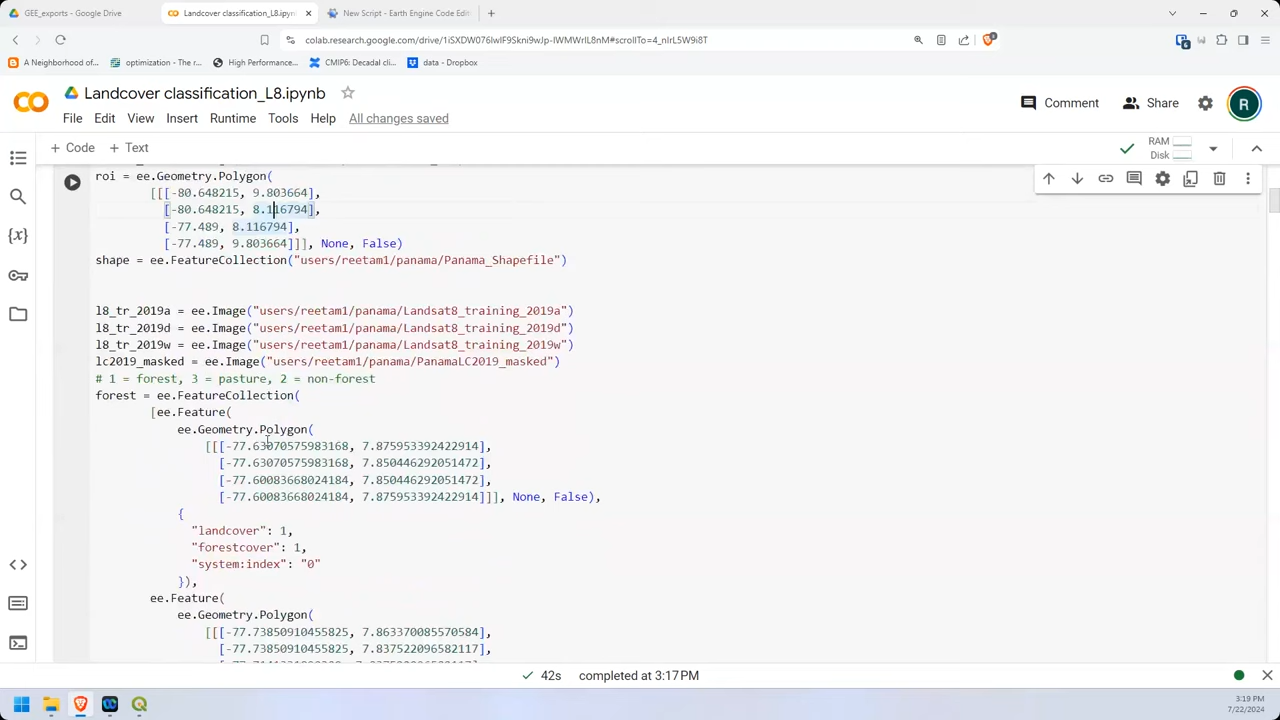 GEE_exports - Google Drive
Landcover classification_L8.ipynb
New Script - Earth Engine Code Edit
colab.research.google.com/drive/1iSXDW076lwIF9Skni9wJp-IWMWrIL8nM#scrollTo=4_nIrL5W9i8T
A Neighborhood of...
optimization - The r...
High Performance...
CMIP6: Decadal cli...
data - Dropbox
Landcover classification_L8.ipynb
Comment
Share
R
File Edit View Insert Runtime Tools Help All changes saved
+ Code + Text
RAM
Disk
roi = ee.Geometry.Polygon(
[[[-80.648215, 9.803664],
[-80.648215, 8.116794],
[-77.489, 8.116794],
[-77.489, 9.803664]]], None, False)
shape = ee.FeatureCollection("users/reetam1/panama/Panama_Shapefile")
l8_tr_2019a = ee.Image("users/reetam1/panama/Landsat8_training_2019a")
l8_tr_2019d = ee.Image("users/reetam1/panama/Landsat8_training_2019d")
l8_tr_2019w = ee.Image("users/reetam1/panama/Landsat8_training_2019w")
lc2019_masked = ee.Image("users/reetam1/panama/PanamaLC2019_masked")
# 1 = forest, 3 = pasture, 2 = non-forest
forest = ee.FeatureCollection(
[ee.Feature(
ee.Geometry.Polygon(
[[[-77.63070575983168, 7.875953392422914],
[-77.63070575983168, 7.850446292051472],
[-77.60083668024184, 7.850446292051472],
[-77.60083668024184, 7.875953392422914]]], None, False),
{
"landcover": 1,
"forestcover": 1,
"system:index": "0"
}),
ee.Feature(
ee.Geometry.Polygon(
[[[-77.73850910455825, 7.863370085570584],
[-77.73850910455825, 7.837522096582117],
42s completed at 3:17PM
3:19 PM
7/22/2024